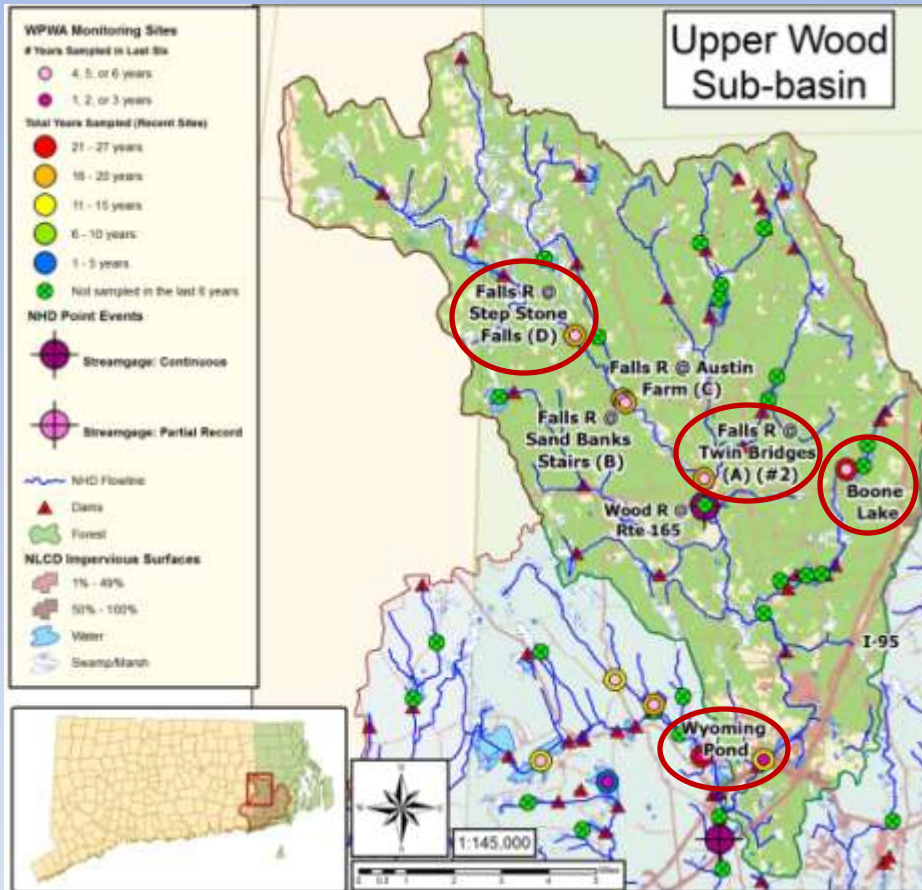 Upper Wood
Sub-basin
WPWA Monitoring Sites
# Years Sampled in Last Six
4, 5, or 6 years
1, 2, or 3 years
Total Years Sampled (Recent Sites)
21 - 27 years
16 - 20 years
11 - 15 years
6 - 10 years
1 - 5 years
Not sampled in the last 6 years
NHD Point Events
Streamgage: Continuous
Streamgage: Partial Record
NHD Flowline
Dams
Forest
NLCD Impervious Surfaces
1% - 49%
50% - 100%
Water
Swamp/Marsh
Falls R @
Step Stone
Falls (D)
Falls R @ Austin
Farm (C)
Falls R @
Sand Banks
Stairs (B)
Falls R @
Twin Bridges
(A) (#2)
Boone
Lake
Wood R @
Rte 165
I-95
Wyoming
Pond
1:145,000